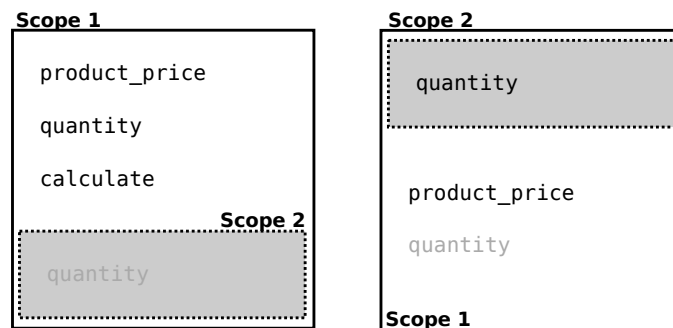 Scope 1
product_price
quantity
calculate
Scope 2
quantity
Scope 2
quantity
product_price
quantity
Scope 1